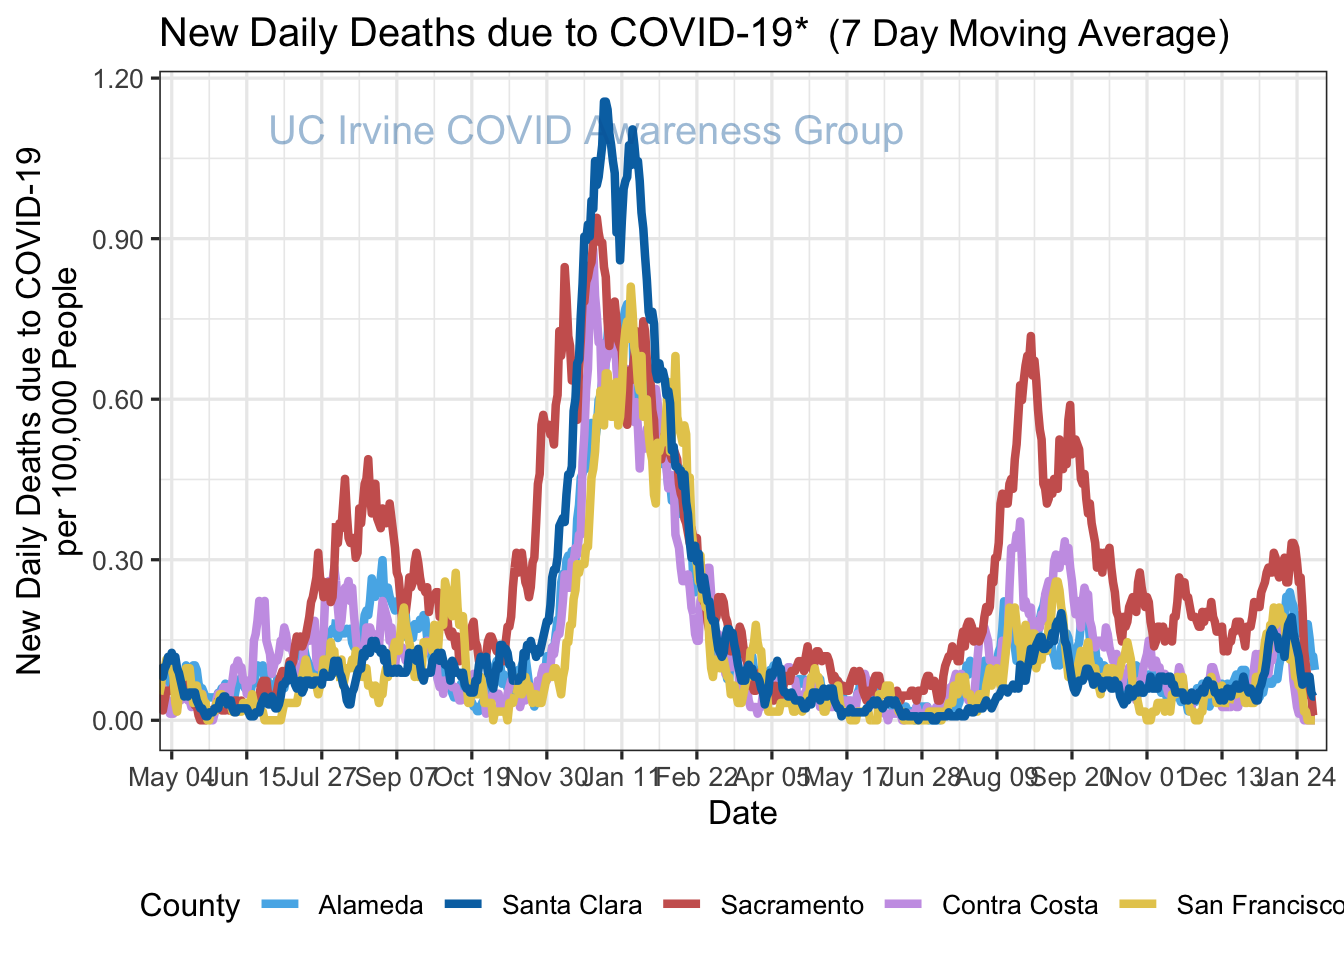 New Daily Deaths due to COVID-19* (7 Day Moving Average)
UC Irvine COVID Awareness Group
New Daily Deaths due to COVID-19
per 100,000 People
1.20
0.90
0.60
0.30
0.00
May 04 Jun 15 Jul 27 Sep 07 Oct 19 Nov 30 Jan 11 Feb 22 Apr 05 May 17 Jun 28 Aug 09 Sep 20 Nov 01 Dec 13 Jan 24
Date
County Alameda Santa Clara Sacramento Contra Costa San Francisco